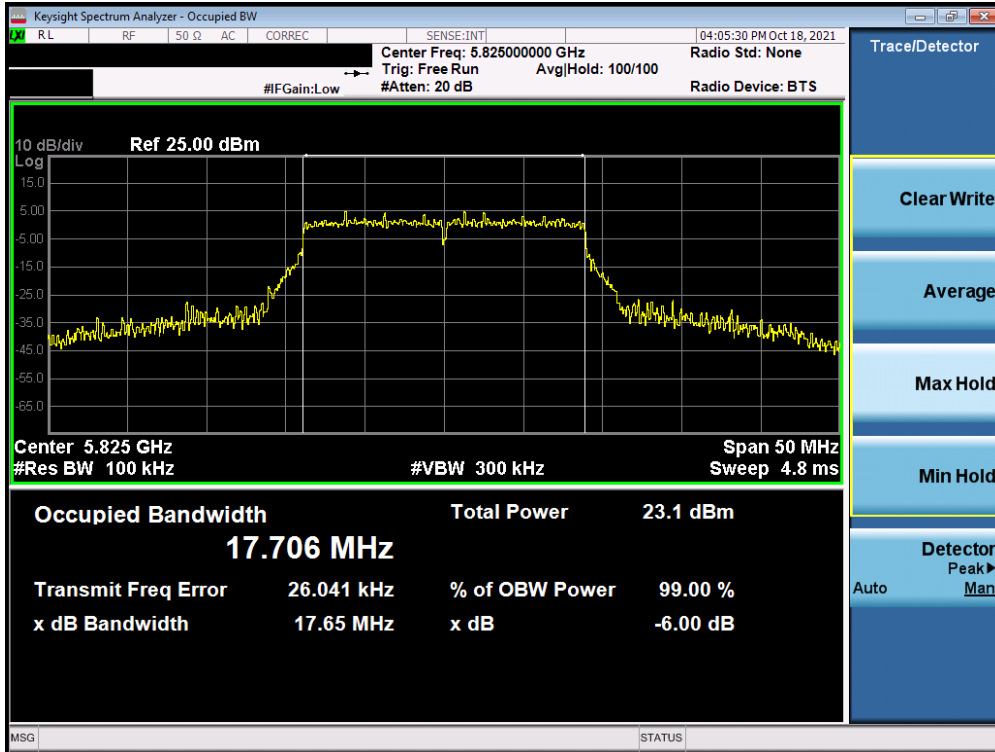 Keysight Spectrum Analyzer - Occupied BW
LXI RL RF 50 Ω AC CORREC SENSE:INT 04:05:30 PM Oct 18, 2021
Center Freq: 5.825000000 GHz Radio Std: None
Trig: Free Run Avg|Hold: 100/100
#IFGain:Low #Atten: 20 dB Radio Device: BTS
Trace/Detector
10 dB/div Ref 25.00 dBm
Log
15.0
5.00
-5.00
-15.0
-25.0
-35.0
-45.0
-55.0
-65.0
Center 5.825 GHz Span 50 MHz
#Res BW 100 kHz #VBW 300 kHz Sweep 4.8 ms
Occupied Bandwidth Total Power 23.1 dBm
17.706 MHz
Transmit Freq Error 26.041 kHz % of OBW Power 99.00 %
x dB Bandwidth 17.65 MHz x dB -6.00 dB
Clear Write
Average
Max Hold
Min Hold
Detector
Peak▶
Auto Man
MSG STATUS